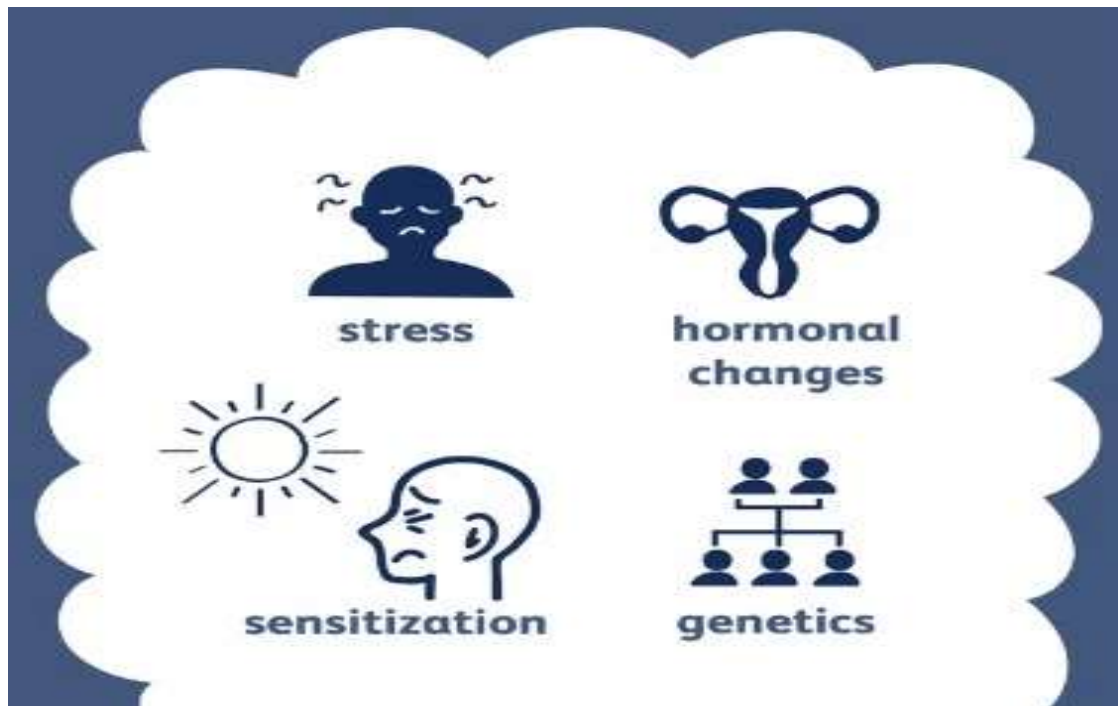 stress
hormonal
changes
sensitization
genetics